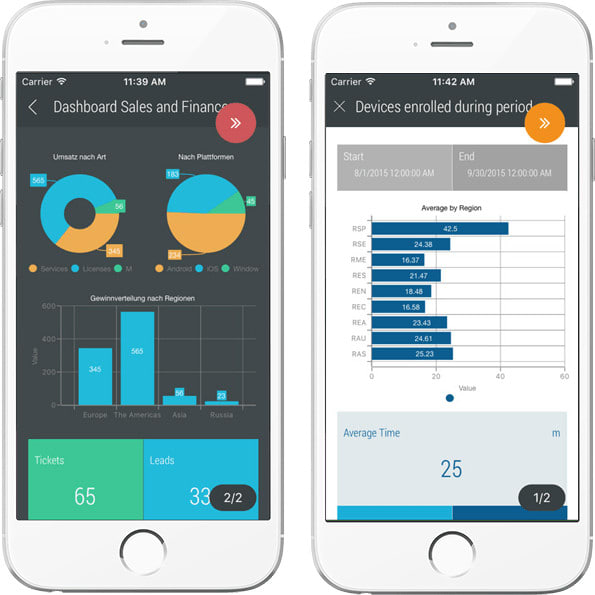 Carrier
11:39 AM
Dashboard Sales and Finance
Umsatz nach Art
565
56
345
Services Licenses M
Nach Plattformen
183
45
234
Android iOS Window
Gewinnverteilung nach Regionen
Value
600
400
200
0
345
565
56
23
Europe The Americas Asia Russia
Tickets
65
Leads
33
2/2
Carrier
11:42 AM
Devices enrolled during period
Start
8/1/2015 12:00:00 AM
End
9/30/2015 12:00:00 AM
Average by Region
RSP 42.5
RSE 24.38
RME 16.37
RES 21.47
REN 18.48
REC 16.58
REA 23.43
RAU 24.61
RAS 25.23
0 20 40 60
Value
Average Time m
25
1/2